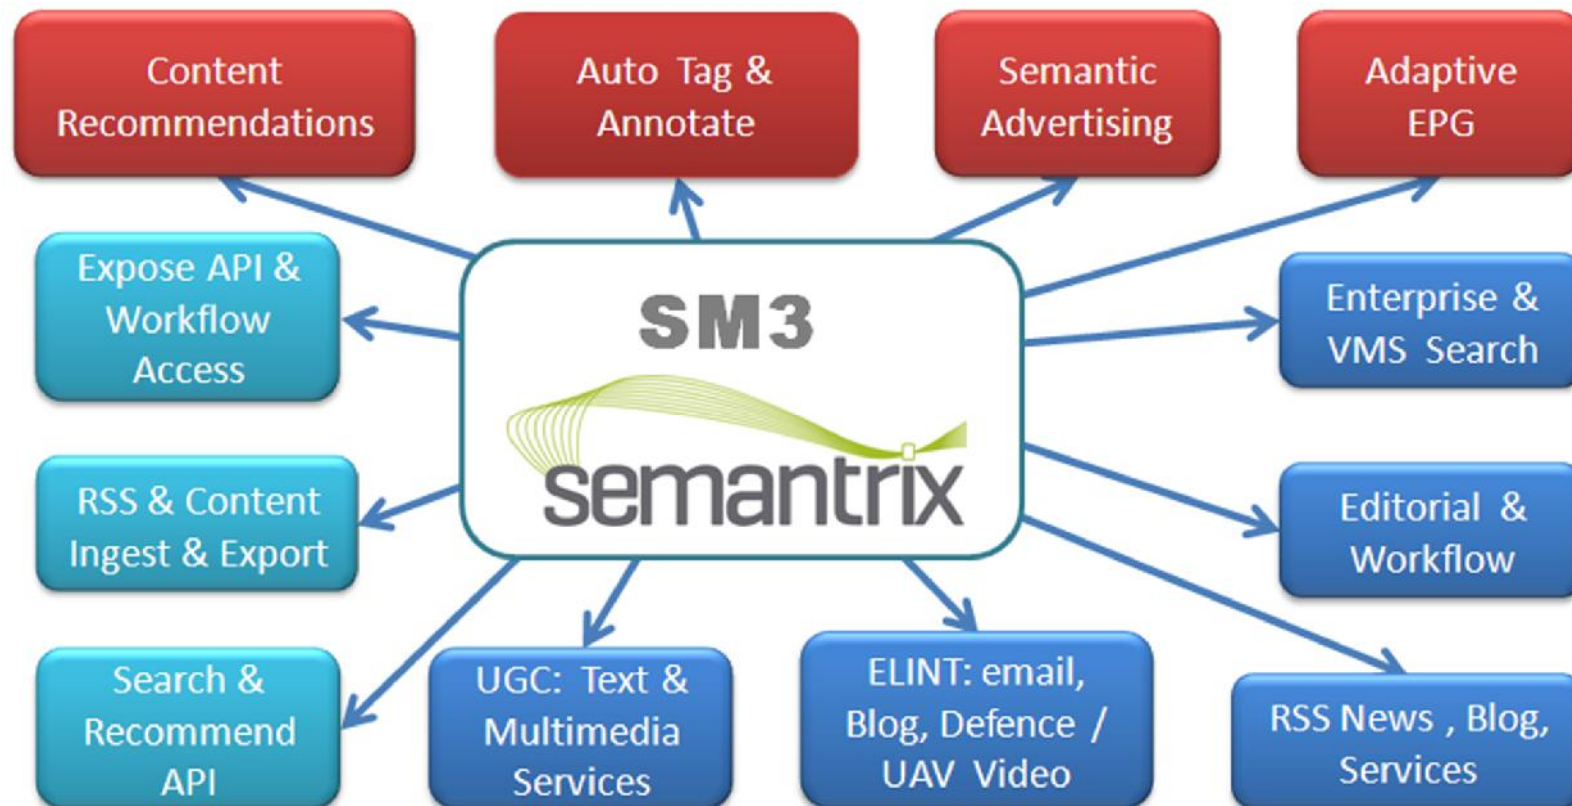 Content
Recommendations
Auto Tag &
Annotate
Semantic
Advertising
Adaptive
EPG
Expose API &
Workflow
Access
SM3
semantrix
Enterprise &
VMS Search
RSS & Content
Ingest & Export
Editorial &
Workflow
Search &
Recommend
API
UGC: Text &
Multimedia
Services
ELINT: email,
Blog, Defence /
UAV Video
RSS News , Blog,
Services